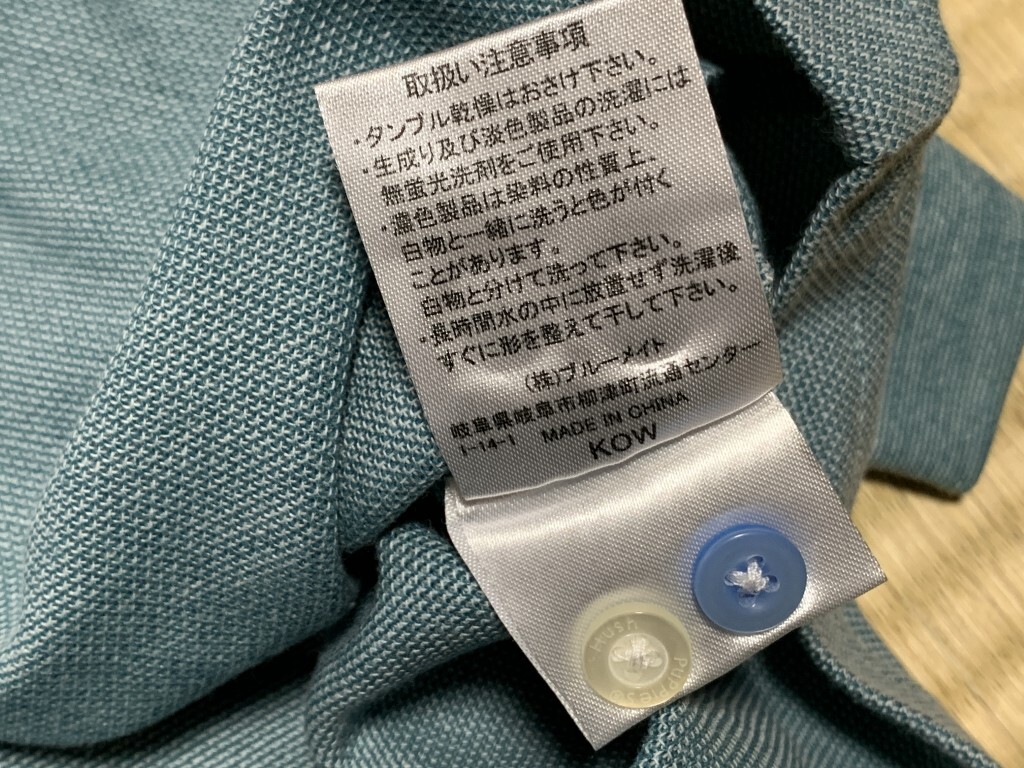 取扱い注意事項
・タンブル乾燥はおさけ下さい。
・生成り及び淡色製品の洗濯には
無蛍光洗剤をご使用下さい。
・濃色製品は染料の性質上、
白物と一緒に洗うと色が付く
ことがあります。
白物と分けて洗って下さい。
・長時間水の中に放置せず洗濯後
すぐに形を整えて干して下さい。
(株)ブルーメイト
岐阜県岐阜市柳津町流通センター
1-14-1 MADE IN CHINA
KOW
Hush
Puppies